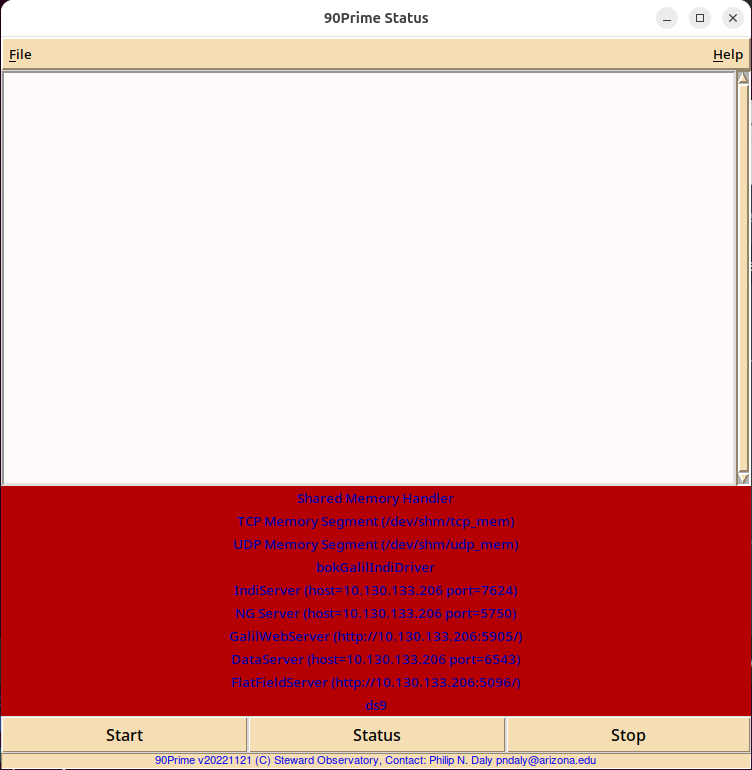 90Prime Status
File Help
Shared Memory Handler
TCP Memory Segment (/dev/shm/tcp_mem)
UDP Memory Segment (/dev/shm/udp_mem)
bokGalilIndiDriver
IndiServer (host=10.130.133.206 port=7624)
NG Server (host=10.130.133.206 port=5750)
GalilWebServer (http://10.130.133.206:5905/)
DataServer (host=10.130.133.206 port=6543)
FlatFieldServer (http://10.130.133.206:5096/)
ds9
Start Status Stop
90Prime v20221121 (C) Steward Observatory, Contact: Philip N. Daly pndaly@arizona.edu